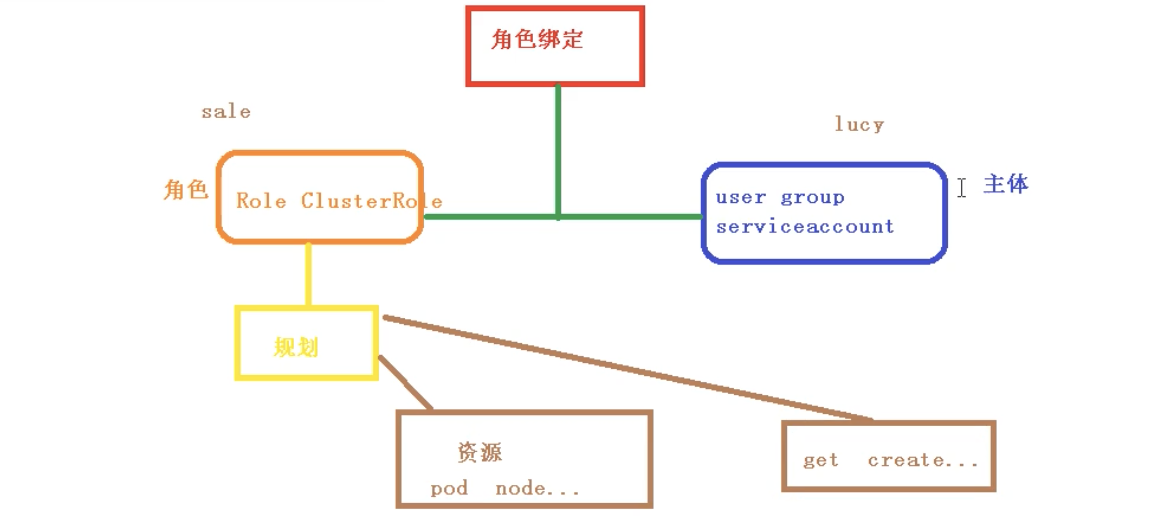 角色绑定
sale
lucy
角色
Role ClusterRole
user group
serviceaccount
主体
规划
资源
pod node...
get create...